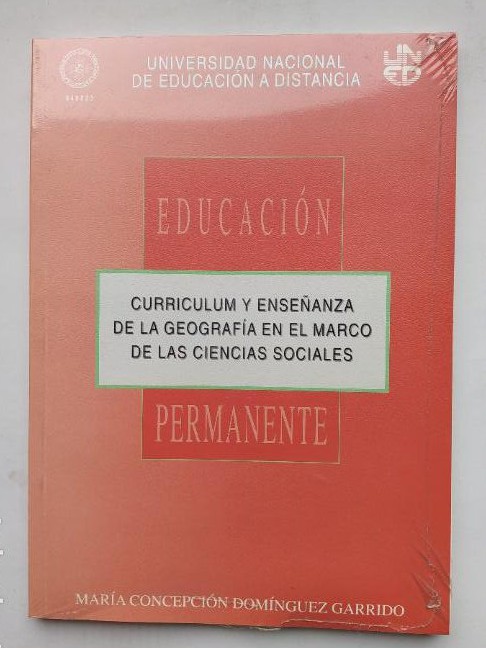 UNIVERSIDAD NACIONAL
DE EDUCACIÓN A DISTANCIA
UNED
EDUCACIÓN
CURRICULUM Y ENSEÑANZA
DE LA GEOGRAFÍA EN EL MARCO
DE LAS CIENCIAS SOCIALES
PERMANENTE
MARÍA CONCEPCIÓN DOMÍNGUEZ GARRIDO